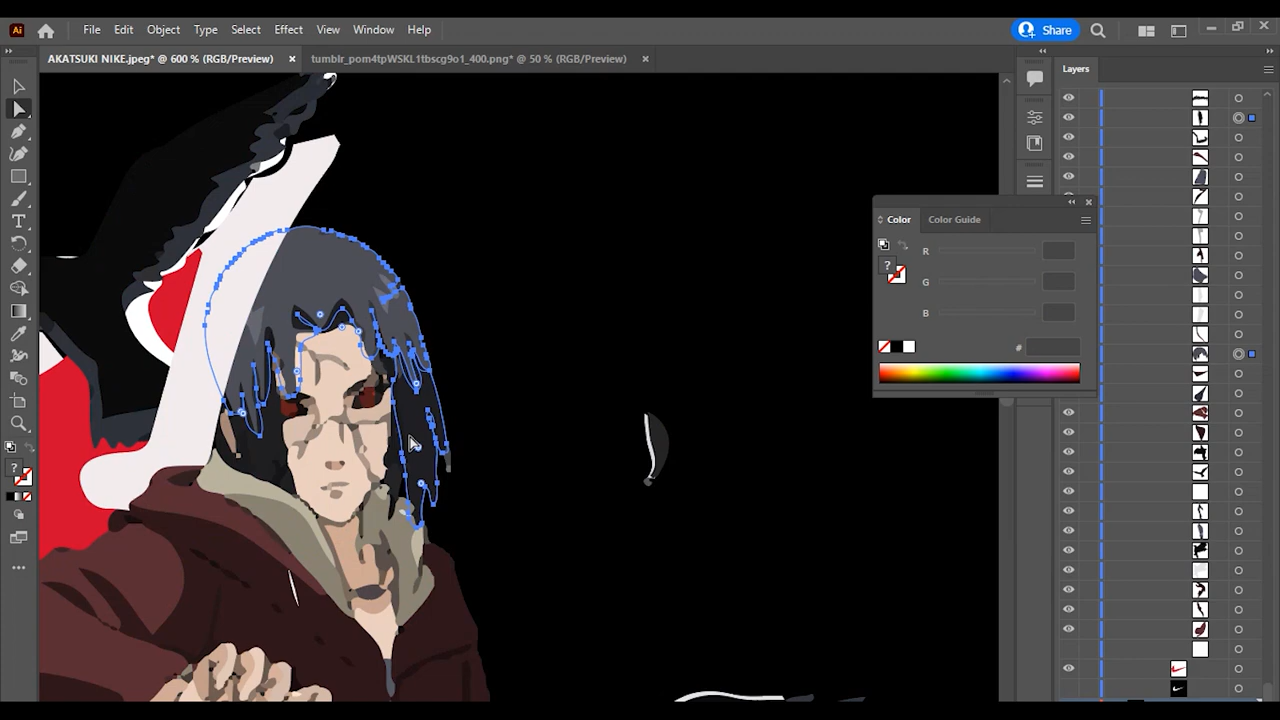 Ai File Edit Object Type Select Effect View Window Help Share
AKATSUKI NIKE.jpeg* @ 600 % (RGB/Preview) × tumblr_pom4tpWSKL1tbscg9o1_400.png* @ 50 % (RGB/Preview) ×
Layers
Color Color Guide
R
? G
B
#
T
?